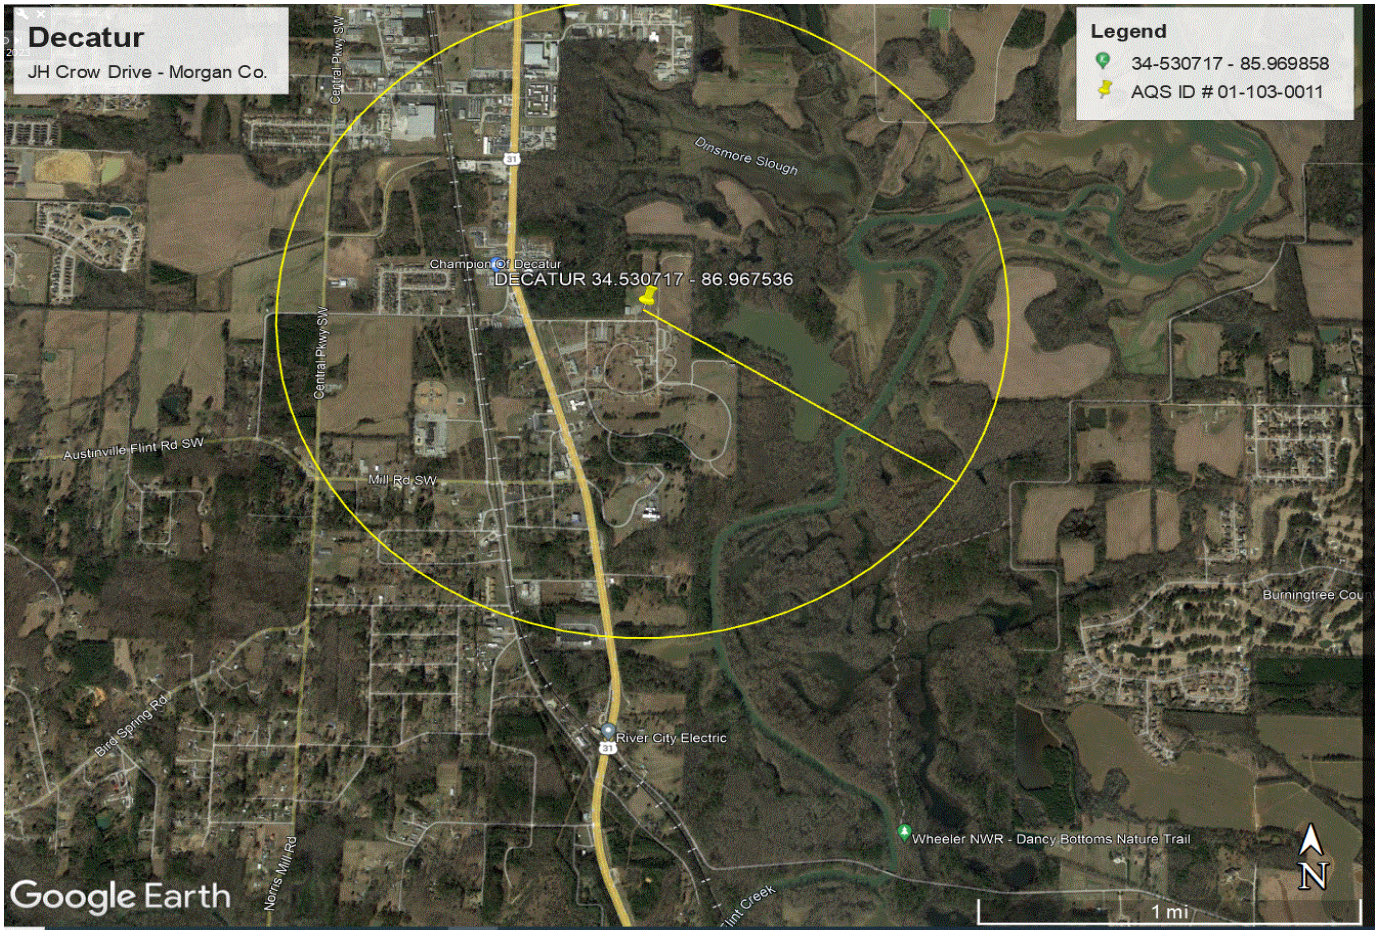 Decatur
JH Crow Drive - Morgan Co.
Legend
34-530717 - 85.969858
AQS ID # 01-103-0011
Central Pkwy SW
31
Dinsmore Slough
Champion Of Decatur
DECATUR 34.530717 - 86.967536
Central Pkwy SW
Austinville Flint Rd SW
Mill Rd SW
Burningtree Coun
Bird Spring Rd
River City Electric
31
Wheeler NWR - Dancy Bottoms Nature Trail
Norris Mill Rd
Flint Creek
N
Google Earth
1 mi